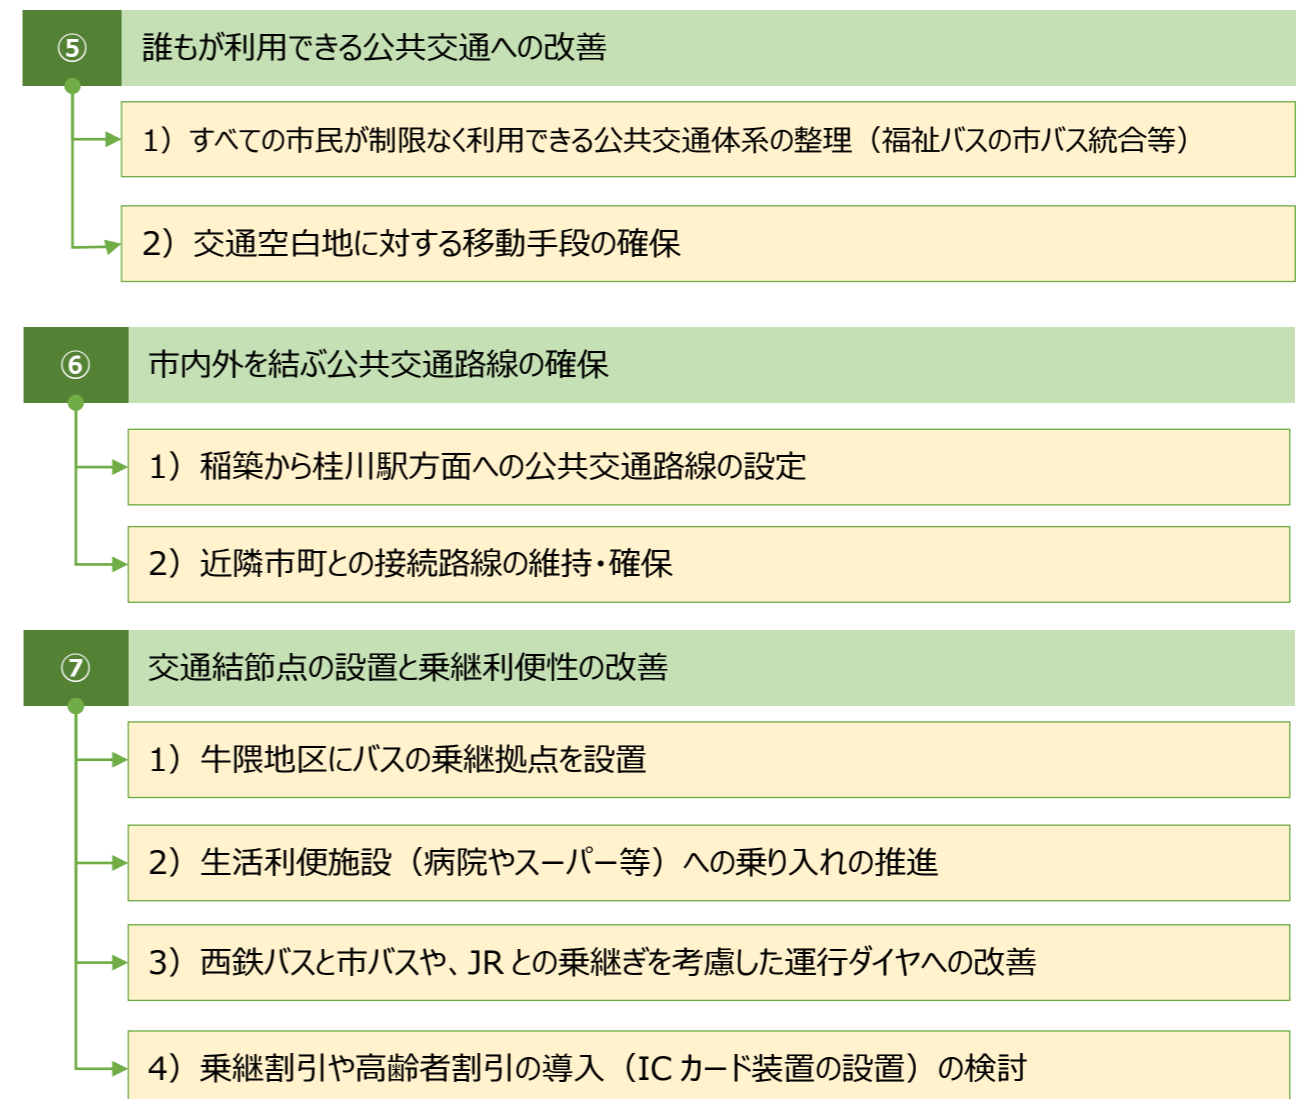 ⑤ 誰もが利用できる公共交通への改善
1）すべての市民が制限なく利用できる公共交通体系の整理（福祉バスの市バス統合等）
2）交通空白地に対する移動手段の確保
⑥ 市内外を結ぶ公共交通路線の確保
1）稲築から桂川駅方面への公共交通路線の設定
2）近隣市町との接続路線の維持・確保
⑦ 交通結節点の設置と乗継利便性の改善
1）牛隈地区にバスの乗継拠点を設置
2）生活利便施設（病院やスーパー等）への乗り入れの推進
3）西鉄バスと市バスや、JRとの乗継ぎを考慮した運行ダイヤへの改善
4）乗継割引や高齢者割引の導入（ICカード装置の設置）の検討